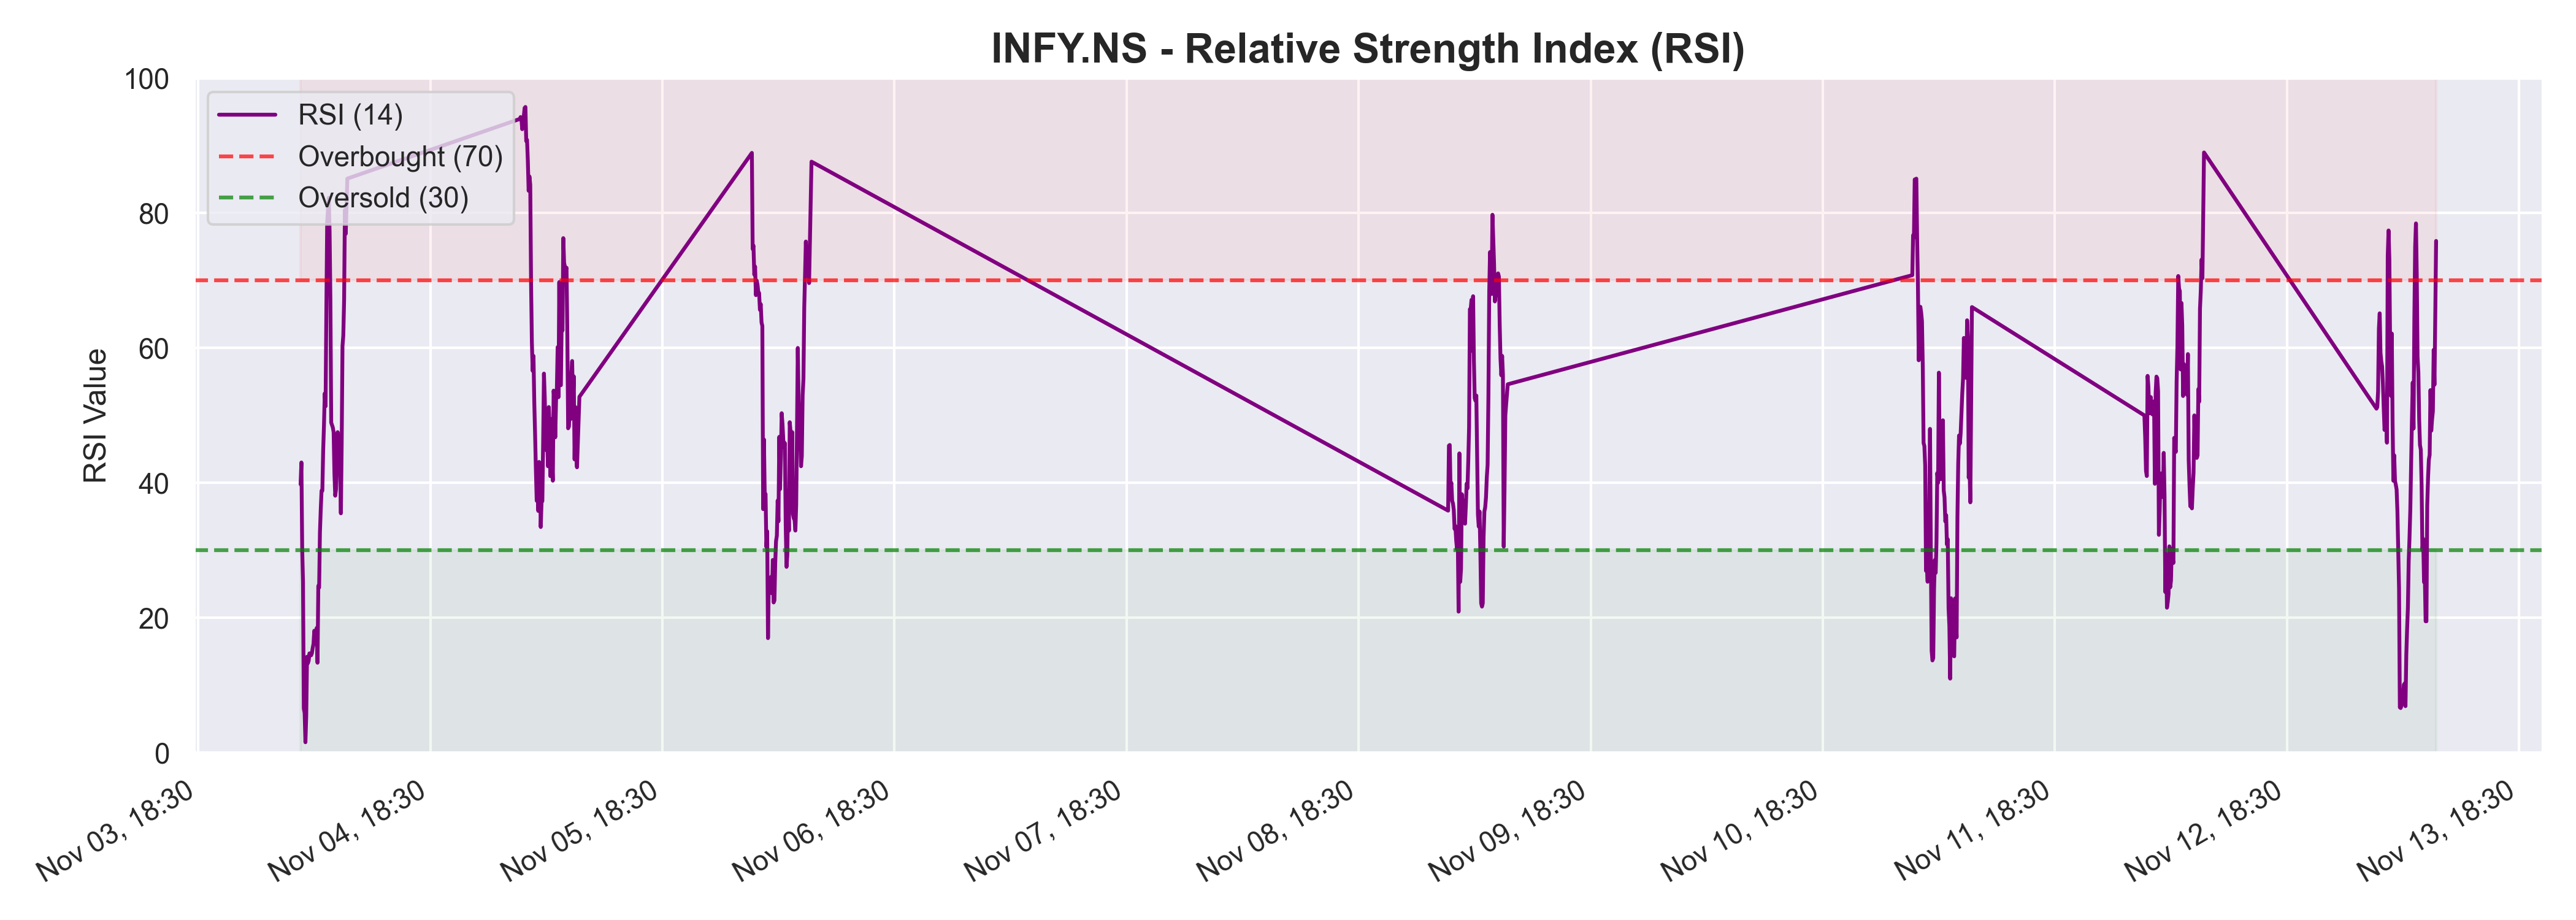 INFY.NS - Relative Strength Index (RSI)
RSI (14)
Overbought (70)
Oversold (30)
RSI Value
100
80
60
40
20
0
Nov 03, 18:30
Nov 04, 18:30
Nov 05, 18:30
Nov 06, 18:30
Nov 07, 18:30
Nov 08, 18:30
Nov 09, 18:30
Nov 10, 18:30
Nov 11, 18:30
Nov 12, 18:30
Nov 13, 18:30